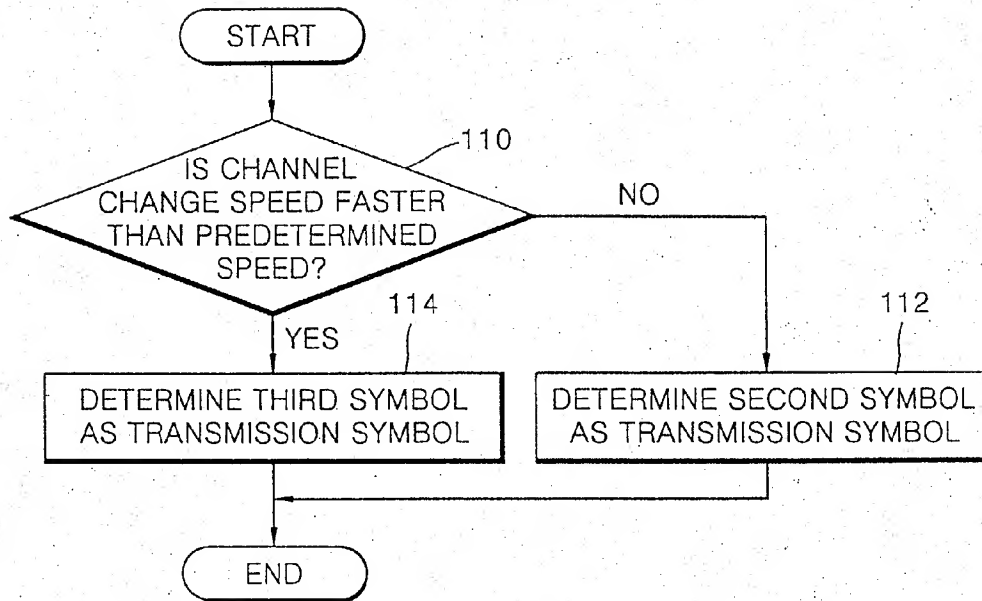 START
110
IS CHANNEL
CHANGE SPEED FASTER
THAN PREDETERMINED
SPEED?
NO
YES
114
112
DETERMINE THIRD SYMBOL
AS TRANSMISSION SYMBOL
DETERMINE SECOND SYMBOL
AS TRANSMISSION SYMBOL
END